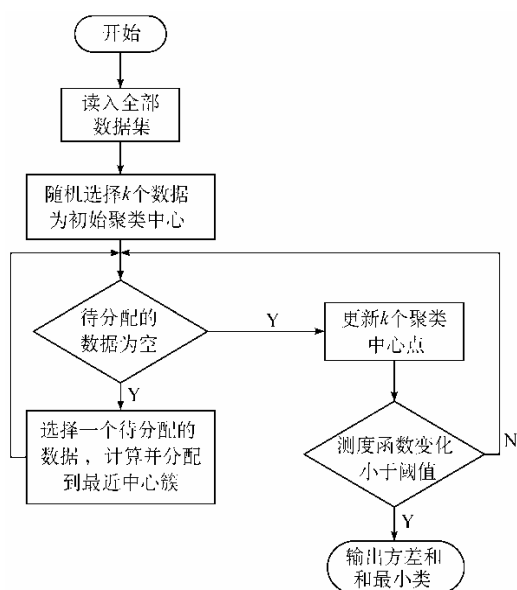 开始
读入全部
数据集
随机选择k个数据
为初始聚类中心
待分配的
数据为空
Y
更新k个聚类
中心点
Y
选择一个待分配的
数据，计算并分配
到最近中心簇
测度函数变化
小于阈值
N
Y
输出方差和
和最小类